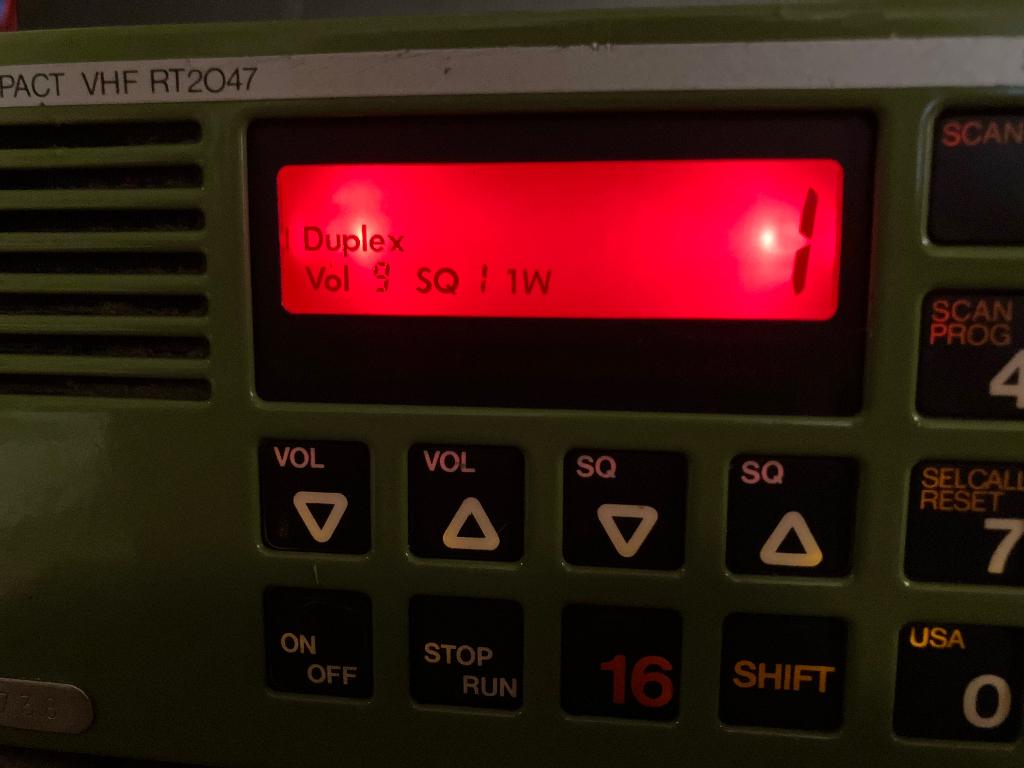 PACT VHF RT2047
Duplex
Vol 9 SQ 1 1W
1
SCAN
SCAN
PROG
4
VOL
VOL
SQ
SQ
SELCALL
RESET
7
ON
OFF
STOP
RUN
16
SHIFT
USA
0